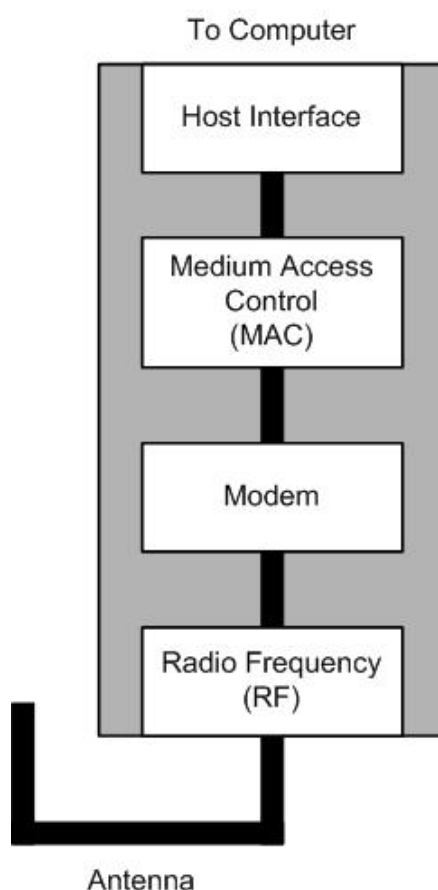 To Computer
Host Interface
Medium Access
Control
(MAC)
Modem
Radio Frequency
(RF)
Antenna